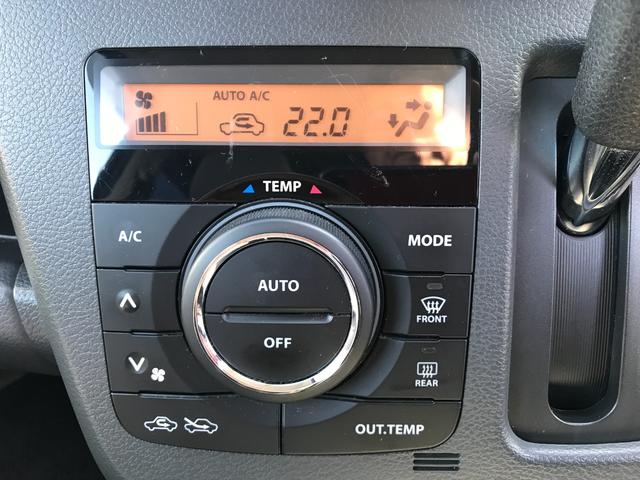 AUTO A/C
22.0
TEMP
A/C
MODE
AUTO
OFF
FRONT
REAR
OUT.TEMP